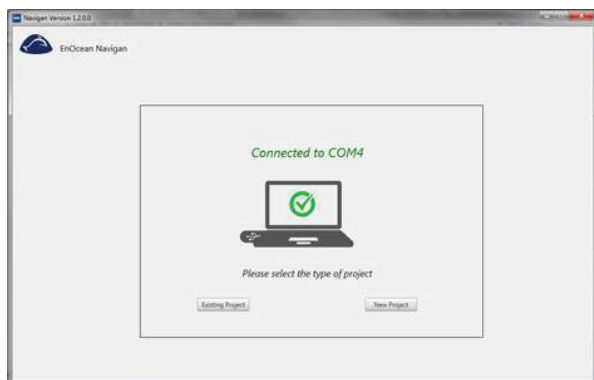 Navigan Version 1.2.0.0
EnOcean Navigan
Connected to COM4
Please select the type of project
Existing Project
New Project